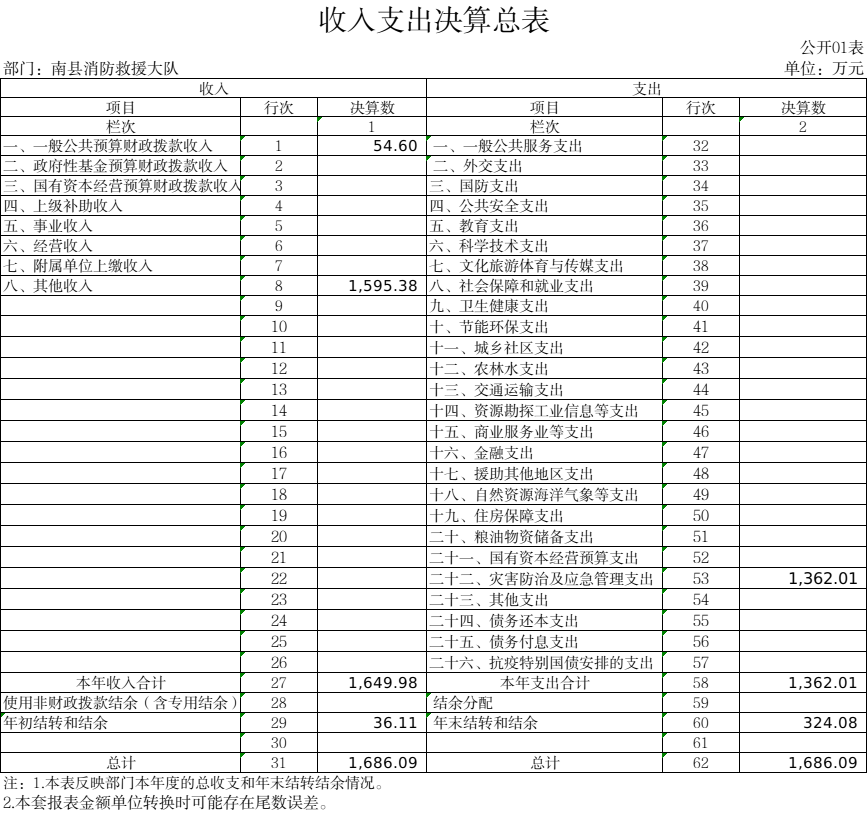 收入支出决算总表
公开01表
部门：南县消防救援大队 单位：万元
收入 支出
项目 行次 决算数 项目 行次 决算数
栏次 1 栏次 2
一、一般公共预算财政拨款收入 1 54.60 一、一般公共服务支出 32
二、政府性基金预算财政拨款收入 2 二、外交支出 33
三、国有资本经营预算财政拨款收入 3 三、国防支出 34
四、上级补助收入 4 四、公共安全支出 35
五、事业收入 5 五、教育支出 36
六、经营收入 6 六、科学技术支出 37
七、附属单位上缴收入 7 七、文化旅游体育与传媒支出 38
八、其他收入 8 1,595.38 八、社会保障和就业支出 39
9 九、卫生健康支出 40
10 十、节能环保支出 41
11 十一、城乡社区支出 42
12 十二、农林水支出 43
13 十三、交通运输支出 44
14 十四、资源勘探工业信息等支出 45
15 十五、商业服务业等支出 46
16 十六、金融支出 47
17 十七、援助其他地区支出 48
18 十八、自然资源海洋气象等支出 49
19 十九、住房保障支出 50
20 二十、粮油物资储备支出 51
21 二十一、国有资本经营预算支出 52
22 二十二、灾害防治及应急管理支出 53 1,362.01
23 二十三、其他支出 54
24 二十四、债务还本支出 55
25 二十五、债务付息支出 56
26 二十六、抗疫特别国债安排的支出 57
本年收入合计 27 1,649.98 本年支出合计 58 1,362.01
使用非财政拨款结余（含专用结余） 28 结余分配 59
年初结转和结余 29 36.11 年末结转和结余 60 324.08
30 61
总计 31 1,686.09 总计 62 1,686.09
注：1.本表反映部门本年度的总收支和年末结转结余情况。
2.本套报表金额单位转换时可能存在尾数误差。